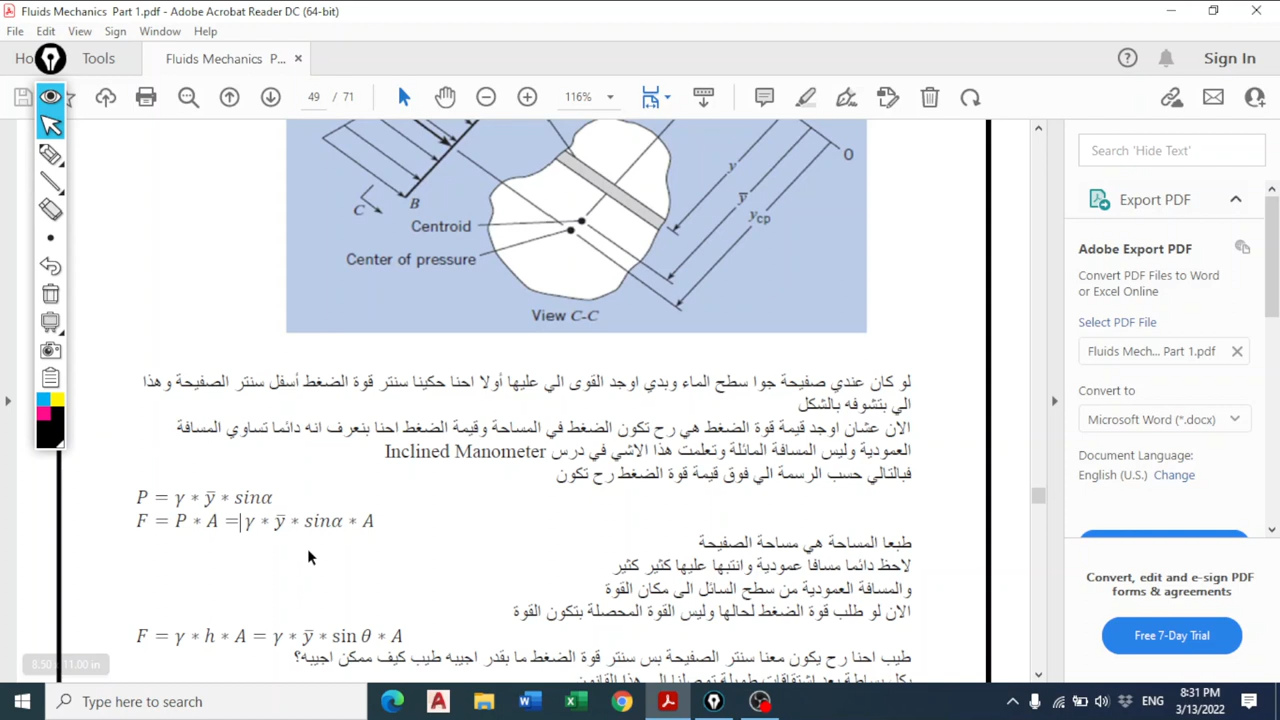 Fluids Mechanics Part 1.pdf - Adobe Acrobat Reader DC (64-bit)
File Edit View Sign Window Help
Ho Tools Fluids Mechanics P... Sign In
49 / 71 116%
C B Centroid Center of pressure View C-C
y ȳ y_cp O
لو كان عندي صفيحة جوا سطح الماء وبدي اوجد القوى الي عليها أولا احنا حكينا سنتر قوة الضغط أسفل سنتر الصفيحة وهذا
الي بتشوفه بالشكل
الان عشان اوجد قيمة قوة الضغط هي رح تكون الضغط في المساحة وقيمة الضغط احنا بنعرف انه دائما تساوي المسافة
العمودية وليس المسافة المائلة وتعلمت هذا الاشي في درس Inclined Manometer
فبالتالي حسب الرسمة الي فوق قيمة قوة الضغط رح تكون
P = γ * ȳ * sinα
F = P * A = γ * ȳ * sinα * A
طبعا المساحة هي مساحة الصفيحة
لاحظ دائما مسافا عمودية وانتبها عليها كثير كثير
والمسافة العمودية من سطح السائل الى مكان القوة
الان لو طلب قوة الضغط لحالها وليس القوة المحصلة بتكون القوة
F = γ * h * A = γ * ȳ * sin θ * A
طيب احنا رح يكون معنا سنتر الصفيحة بس سنتر قوة الضغط ما بقدر اجيبه طيب كيف ممكن اجيبه؟
8.50 x 11.00 in
Search 'Hide Text'
Export PDF
Adobe Export PDF
Convert PDF Files to Word
or Excel Online
Select PDF File
Fluids Mech... Part 1.pdf
Convert to
Microsoft Word (*.docx)
Document Language:
English (U.S.) Change
Convert, edit and e-sign PDF
forms & agreements
Free 7-Day Trial
Type here to search
ENG
8:31 PM
3/13/2022